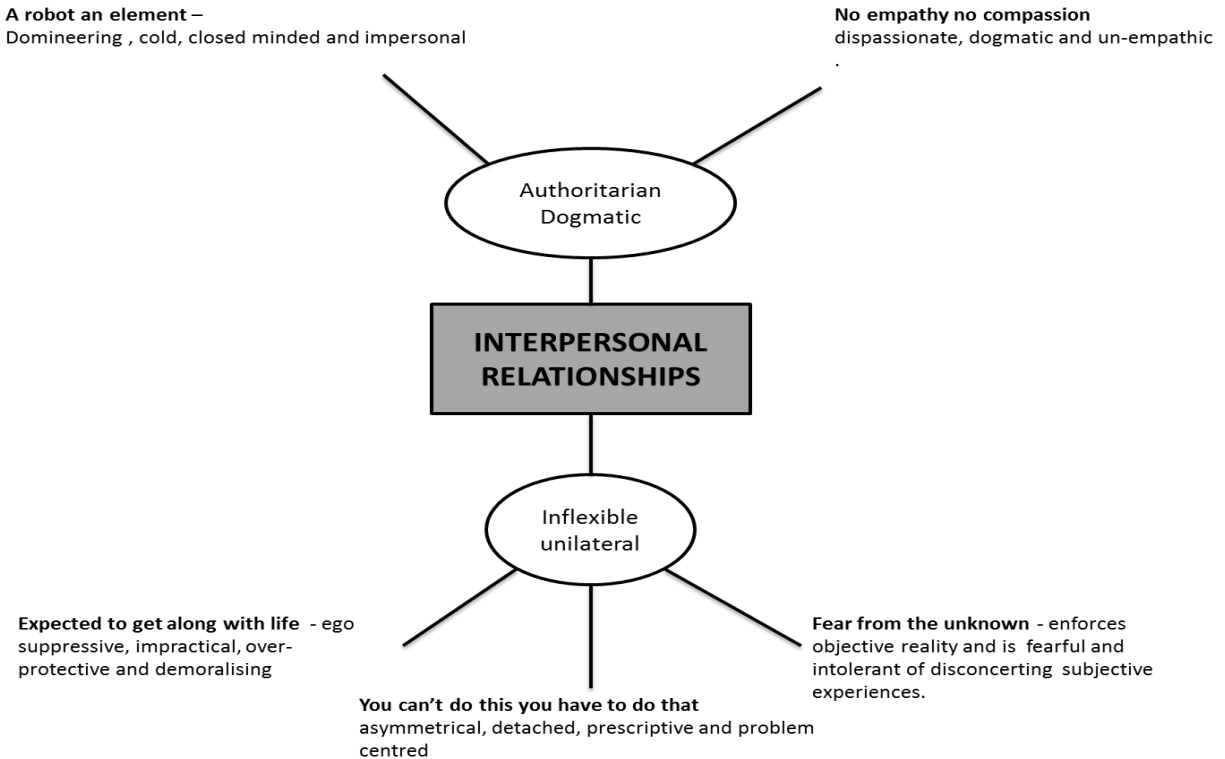 A robot an element –
Domineering , cold, closed minded and impersonal
No empathy no compassion
dispassionate, dogmatic and un-empathic
.
Authoritarian
Dogmatic
INTERPERSONAL
RELATIONSHIPS
Inflexible
unilateral
Expected to get along with life - ego
suppressive, impractical, over-
protective and demoralising
You can’t do this you have to do that
asymmetrical, detached, prescriptive and problem
centred
Fear from the unknown - enforces
objective reality and is fearful and
intolerant of disconcerting subjective
experiences.